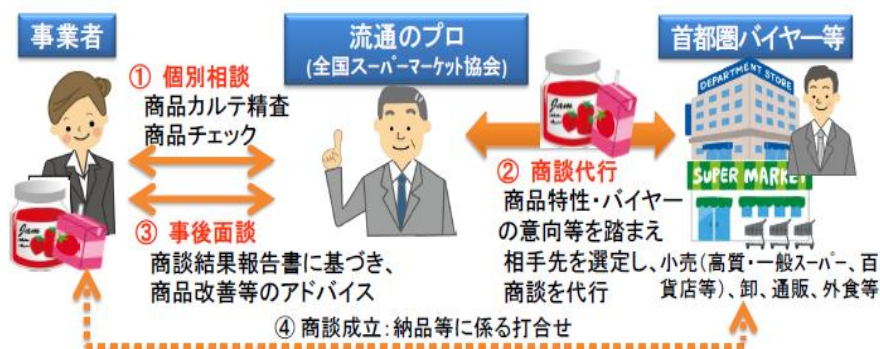 事業者
流通のプロ
(全国スーパーマーケット協会)
首都圏バイヤー等
① 個別相談
商品カルテ精査
商品チェック
③ 事後面談
商談結果報告書に基づき、
商品改善等のアドバイス
② 商談代行
商品特性・バイヤー
の意向等を踏まえ
相手先を選定し、
商談を代行
DEPARTMENT STORE
SUPER MARKET
小売(高質・一般スーパー、百
貨店等)、卸、通販、外食等
Jam
Jam
④ 商談成立:納品等に係る打合せ